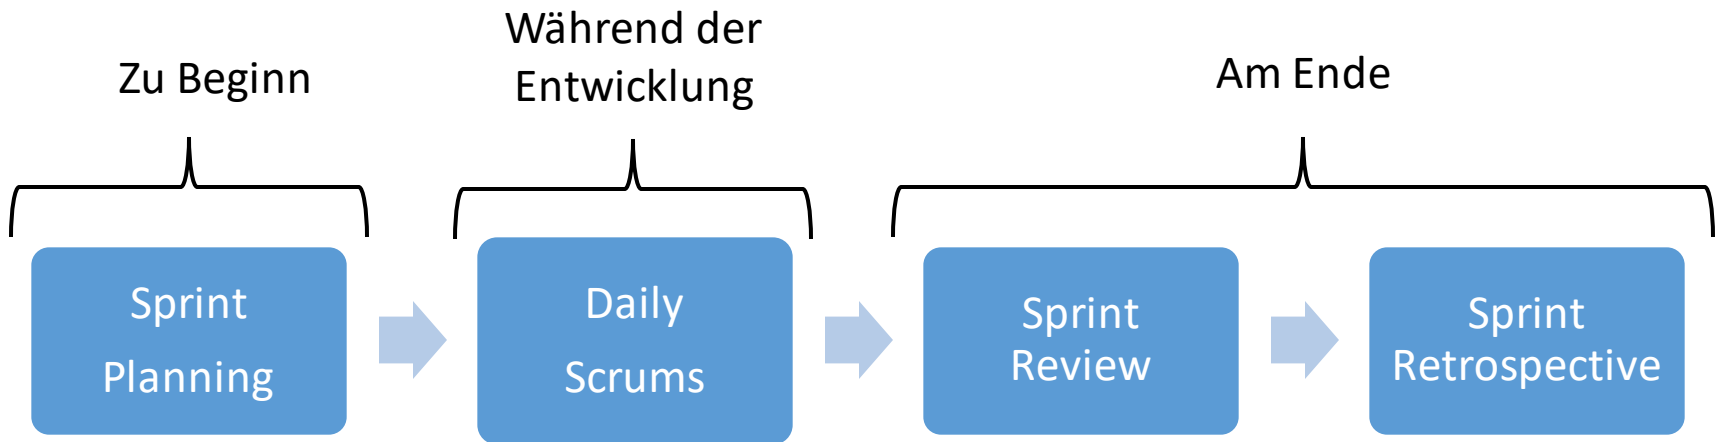 Zu Beginn
Während der
Entwicklung
Am Ende
Sprint
Planning
Daily
Scrums
Sprint
Review
Sprint
Retrospective